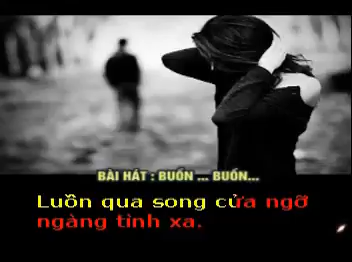 BÀI HÁT : BUỒN ... BUỒN...
Luồn qua song cửa ngỡ
ngàng tình xa.